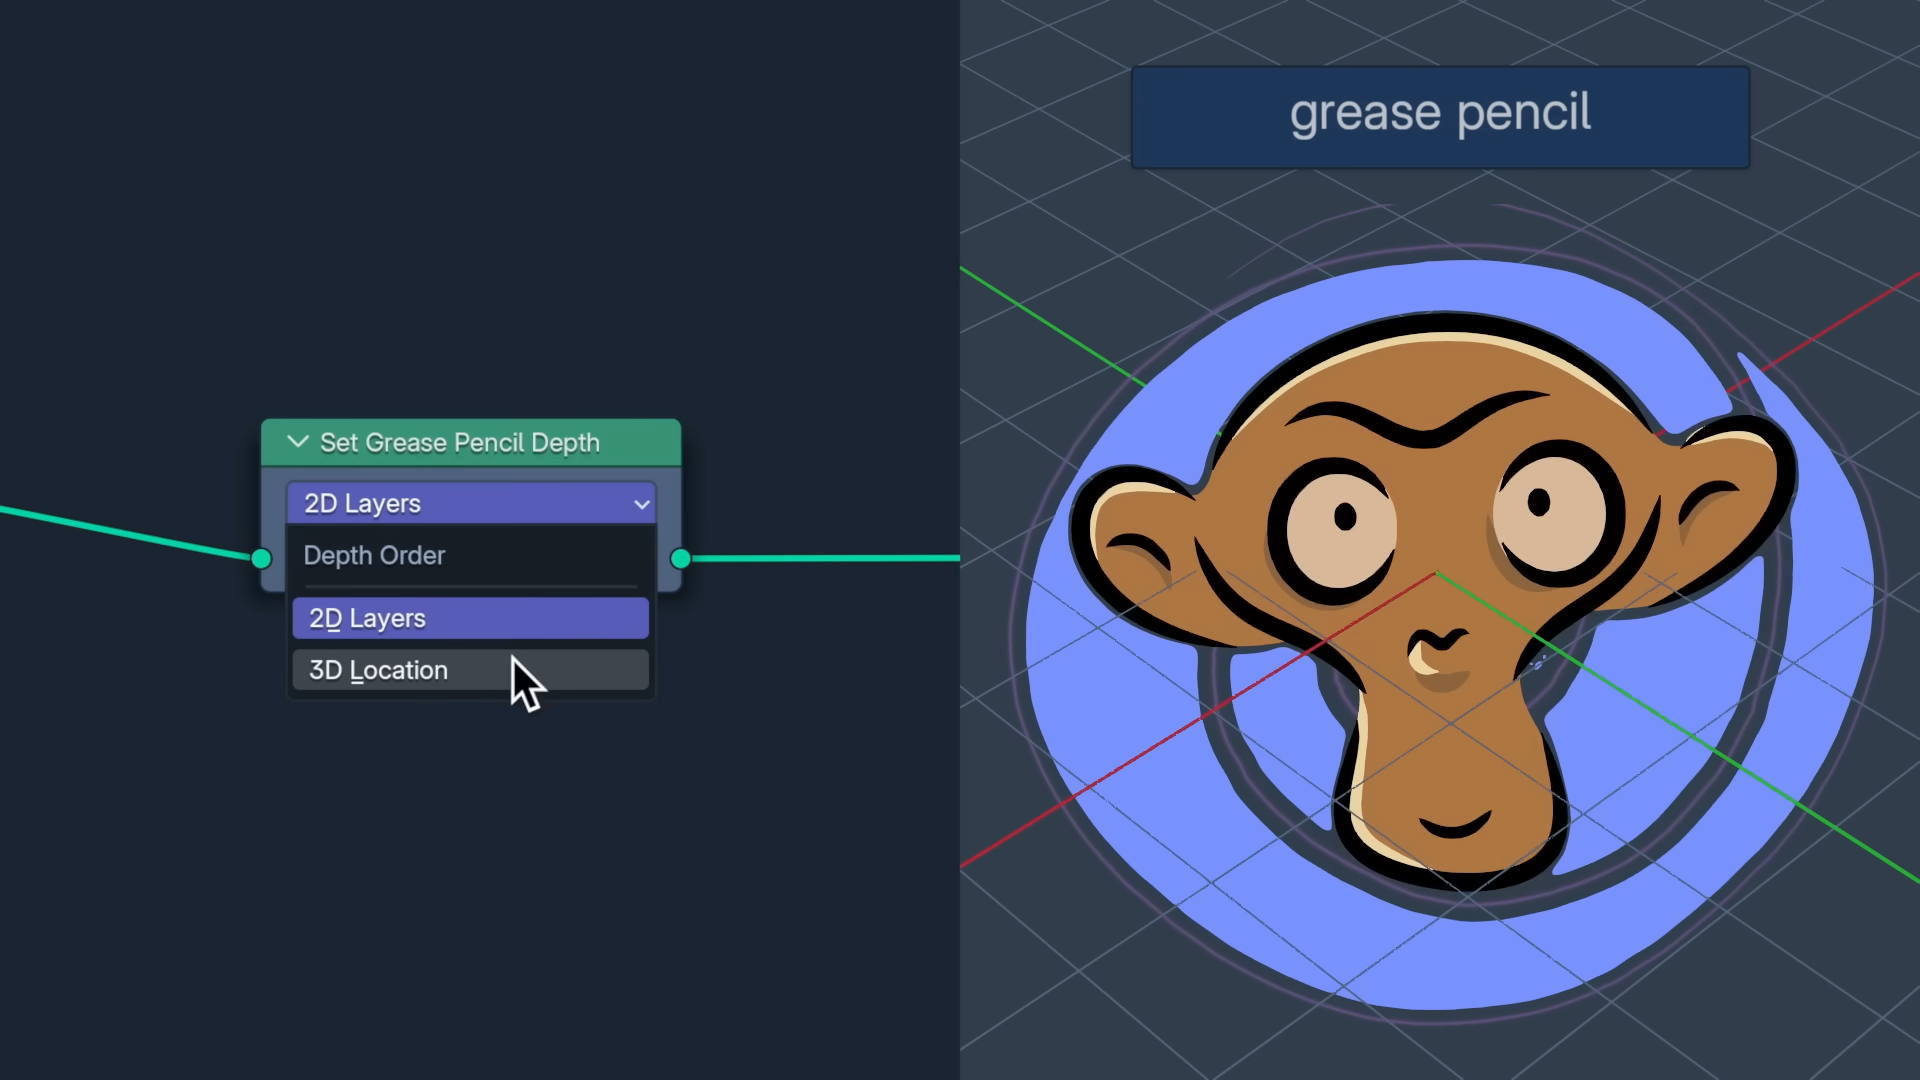 Set Grease Pencil Depth
2D Layers
Depth Order
2D Layers
3D Location
grease pencil